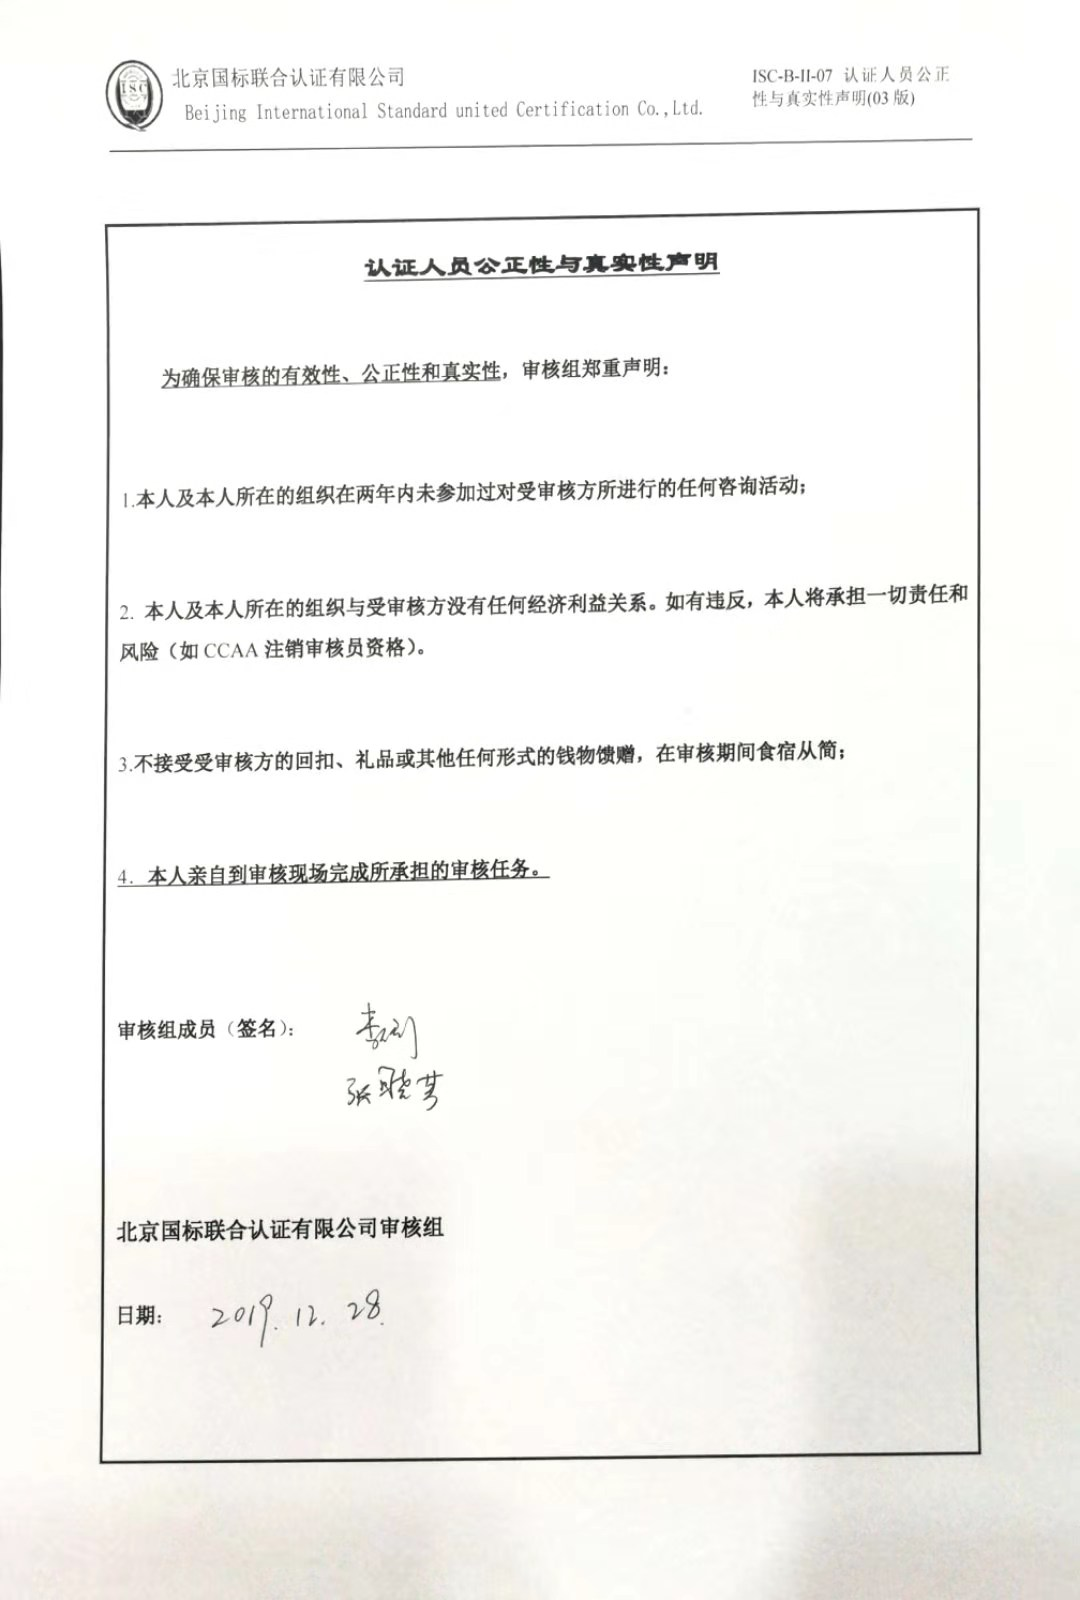 ISC
北京国标联合认证有限公司
Beijing International Standard united Certification Co.,Ltd.
ISC-B-II-07 认证人员公正
性与真实性声明(03 版)
认证人员公正性与真实性声明
为确保审核的有效性、公正性和真实性，审核组郑重声明：
1.本人及本人所在的组织在两年内未参加过对受审核方所进行的任何咨询活动；
2. 本人及本人所在的组织与受审核方没有任何经济利益关系。如有违反，本人将承担一切责任和
风险（如 CCAA 注销审核员资格）。
3.不接受受审核方的回扣、礼品或其他任何形式的钱物馈赠，在审核期间食宿从简；
4. 本人亲自到审核现场完成所承担的审核任务。
审核组成员（签名）：
北京国标联合认证有限公司审核组
日期： 2019.12.28.